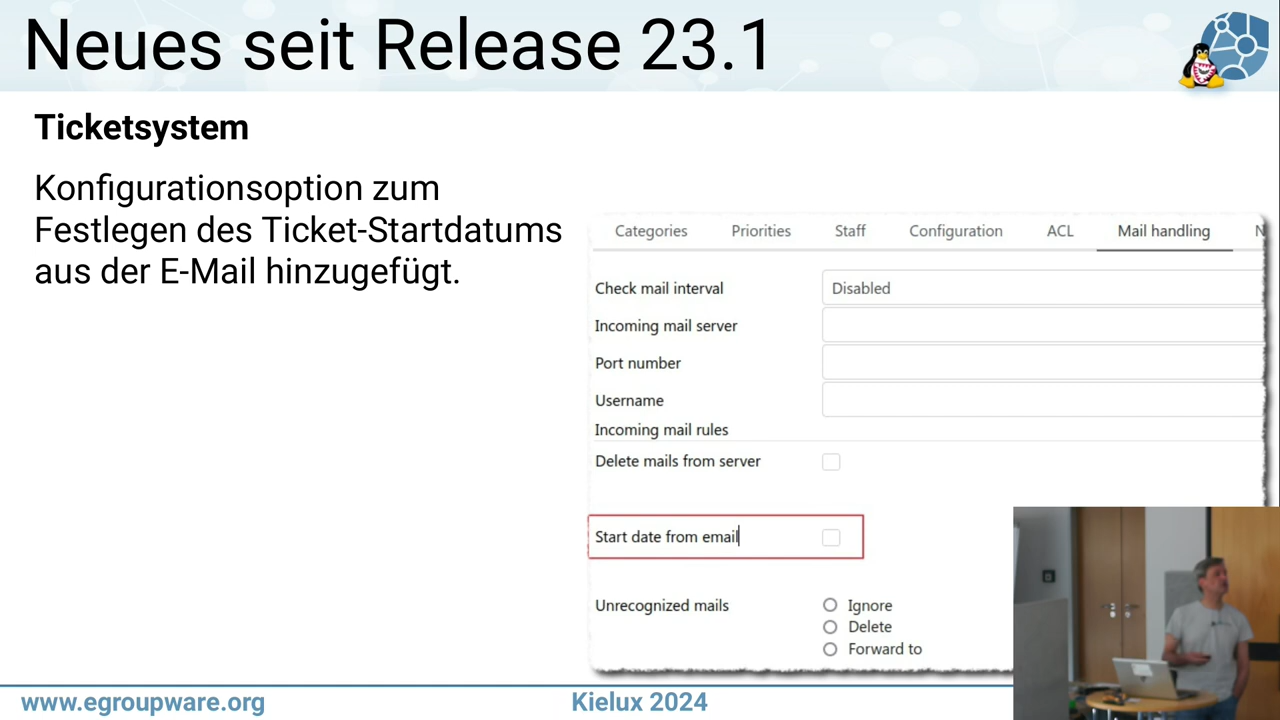 Neues seit Release 23.1
Ticketsystem
Konfigurationsoption zum
Festlegen des Ticket-Startdatums
aus der E-Mail hinzugefügt.
Categories Priorities Staff Configuration ACL Mail handling N
Check mail interval Disabled
Incoming mail server
Port number
Username
Incoming mail rules
Delete mails from server
Start date from email
Unrecognized mails Ignore
Delete
Forward to
www.egroupware.org Kielux 2024